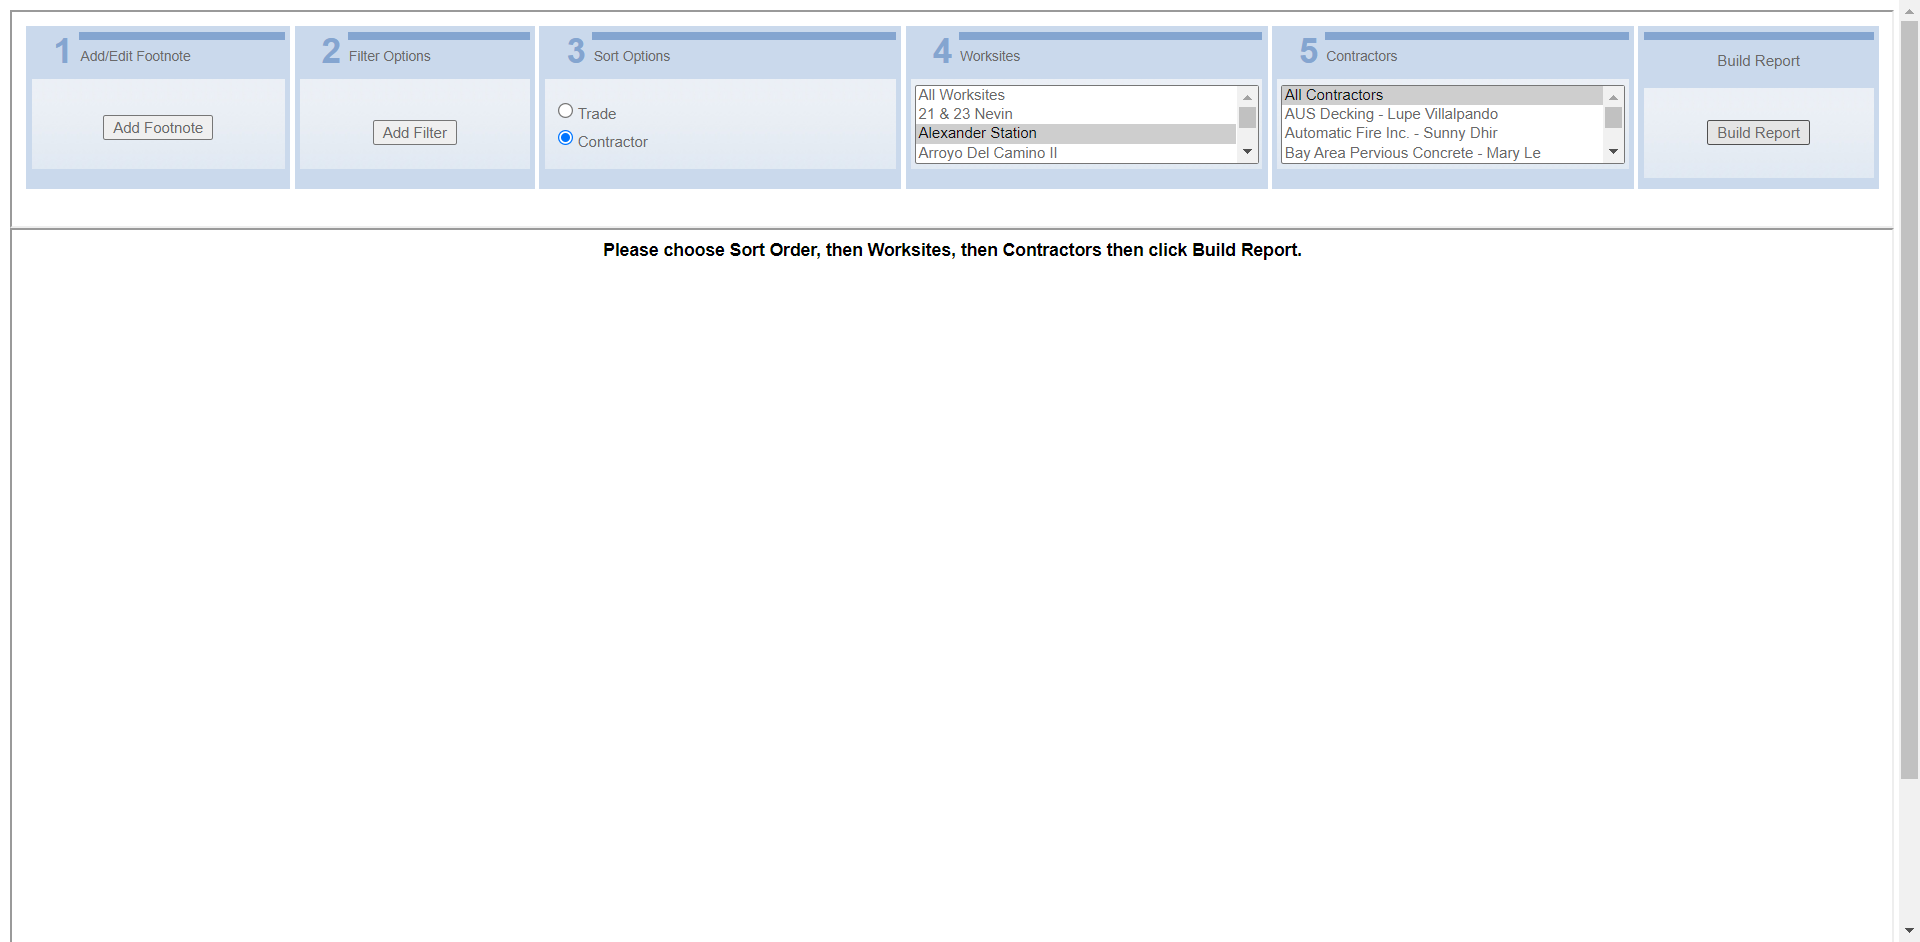 1 Add/Edit Footnote
Add Footnote
2 Filter Options
Add Filter
3 Sort Options
Trade
Contractor
4 Worksites
All Worksites
21 & 23 Nevin
Alexander Station
Arroyo Del Camino II
5 Contractors
All Contractors
AUS Decking - Lupe Villalpando
Automatic Fire Inc. - Sunny Dhir
Bay Area Pervious Concrete - Mary Le
Build Report
Build Report
Please choose Sort Order, then Worksites, then Contractors then click Build Report.